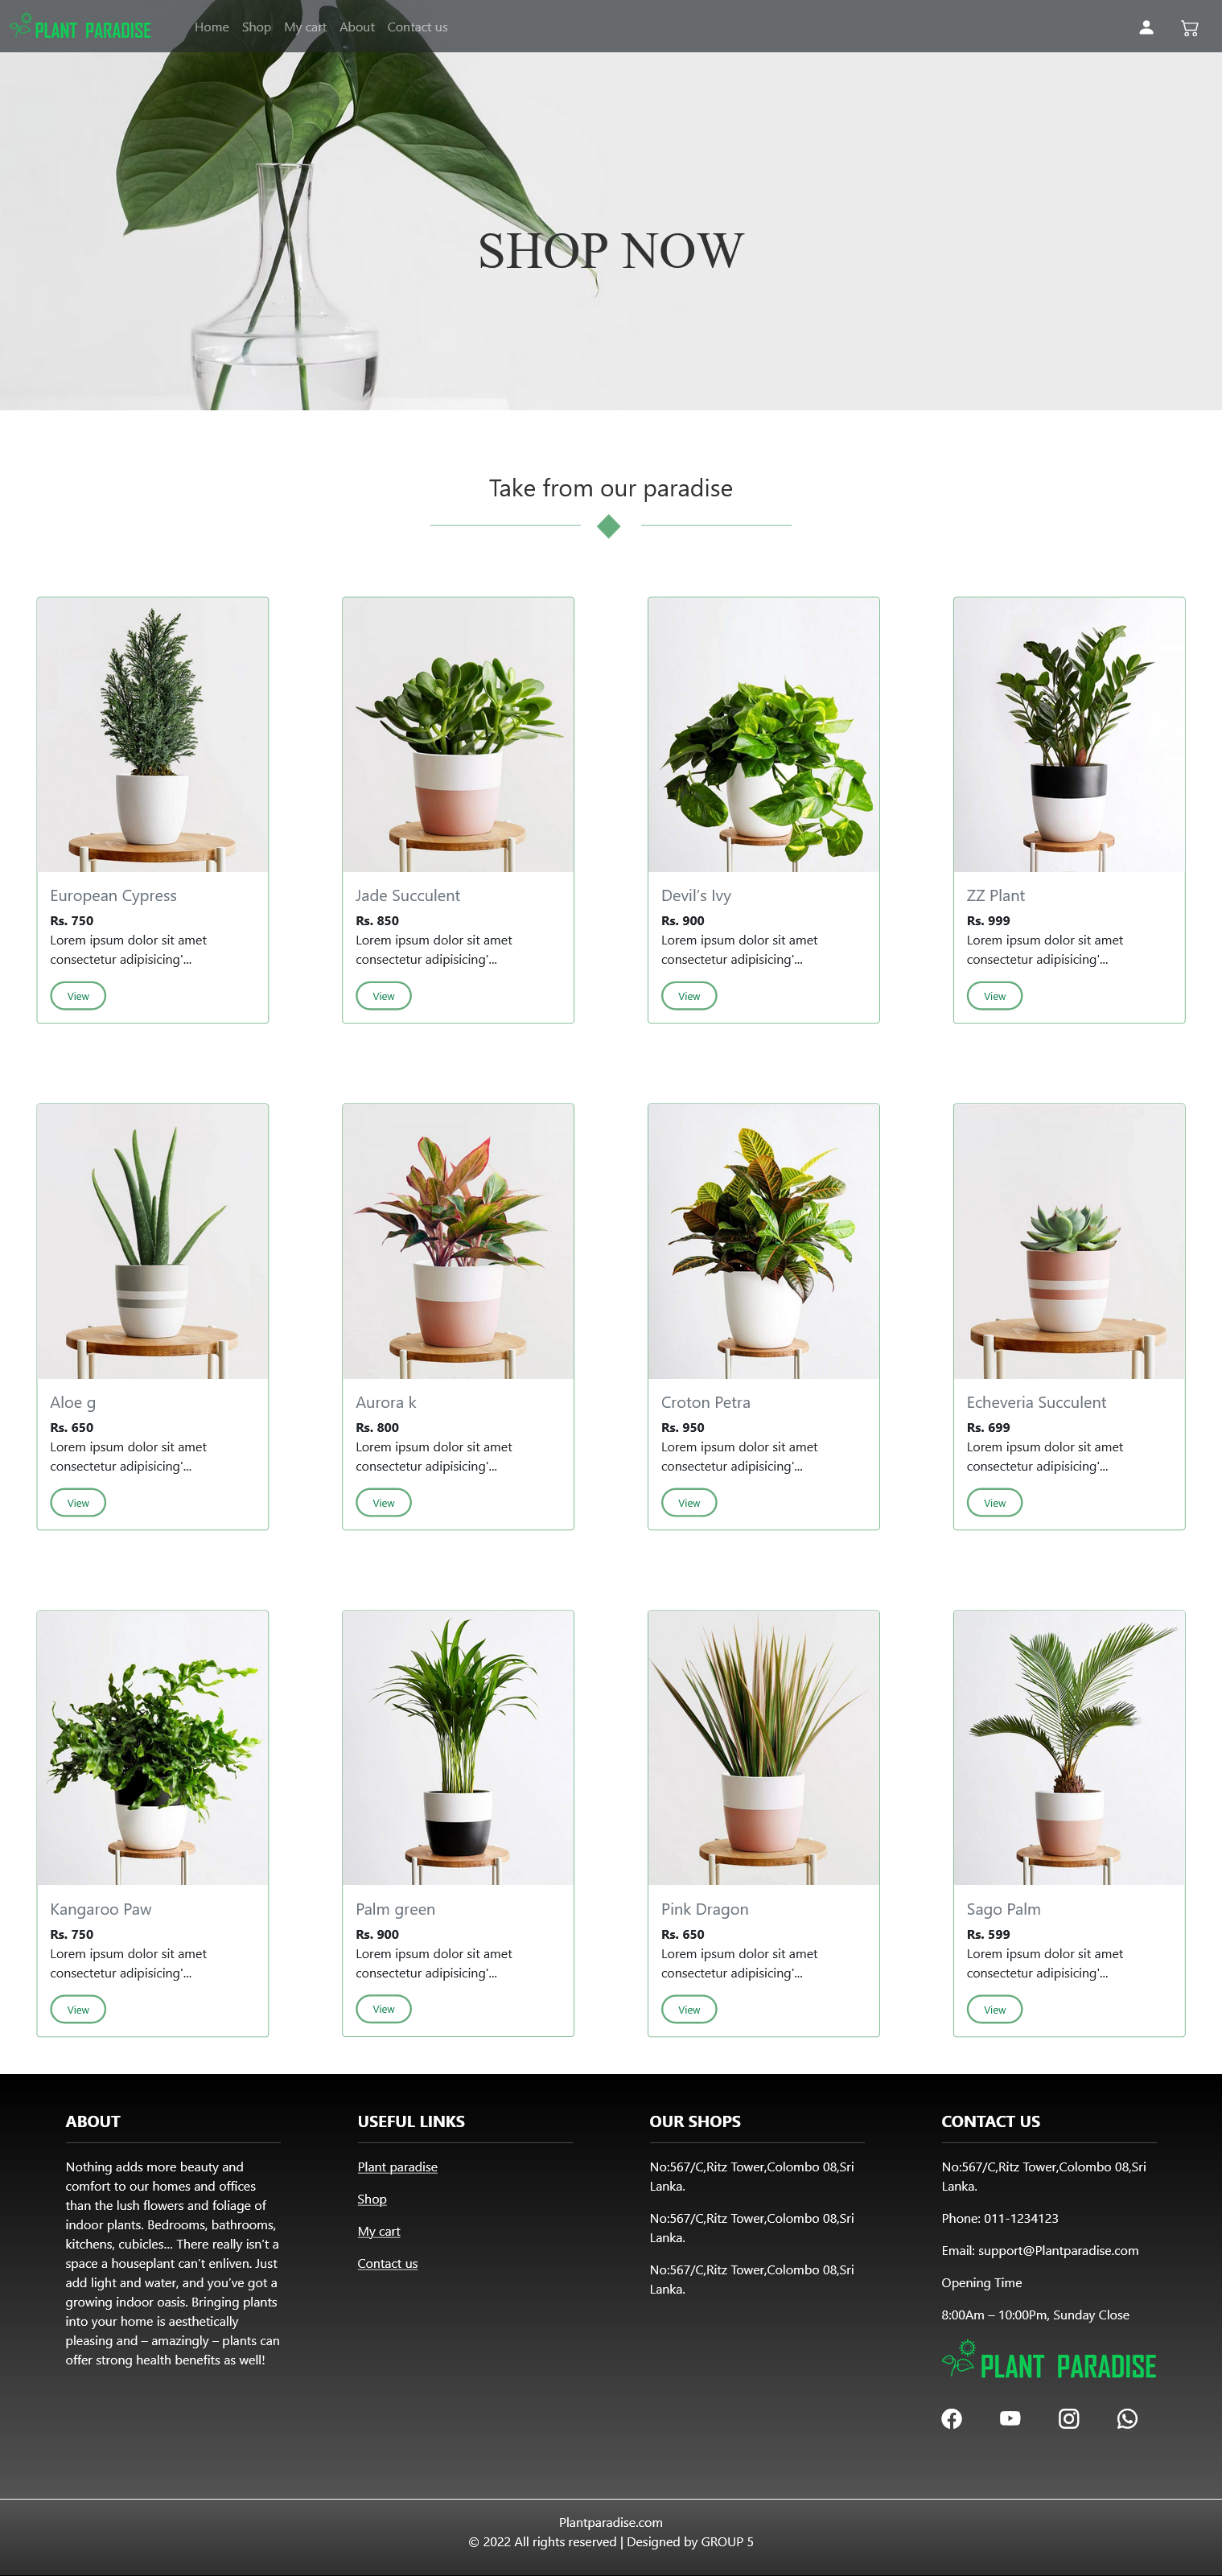 PLANT PARADISE
Home Shop My cart About Contact us
SHOP NOW
Take from our paradise
European Cypress
Rs. 750
Lorem ipsum dolor sit amet
consectetur adipisicing'...
View
Jade Succulent
Rs. 850
Lorem ipsum dolor sit amet
consectetur adipisicing'...
View
Devil's Ivy
Rs. 900
Lorem ipsum dolor sit amet
consectetur adipisicing'...
View
ZZ Plant
Rs. 999
Lorem ipsum dolor sit amet
consectetur adipisicing'...
View
Aloe g
Rs. 650
Lorem ipsum dolor sit amet
consectetur adipisicing'...
View
Aurora k
Rs. 800
Lorem ipsum dolor sit amet
consectetur adipisicing'...
View
Croton Petra
Rs. 950
Lorem ipsum dolor sit amet
consectetur adipisicing'...
View
Echeveria Succulent
Rs. 699
Lorem ipsum dolor sit amet
consectetur adipisicing'...
View
Kangaroo Paw
Rs. 750
Lorem ipsum dolor sit amet
consectetur adipisicing'...
View
Palm green
Rs. 900
Lorem ipsum dolor sit amet
consectetur adipisicing'...
View
Pink Dragon
Rs. 650
Lorem ipsum dolor sit amet
consectetur adipisicing'...
View
Sago Palm
Rs. 599
Lorem ipsum dolor sit amet
consectetur adipisicing'...
View
ABOUT
Nothing adds more beauty and
comfort to our homes and offices
than the lush flowers and foliage of
indoor plants. Bedrooms, bathrooms,
kitchens, cubicles... There really isn't a
space a houseplant can't enliven. Just
add light and water, and you've got a
growing indoor oasis. Bringing plants
into your home is aesthetically
pleasing and – amazingly – plants can
offer strong health benefits as well!
USEFUL LINKS
Plant paradise
Shop
My cart
Contact us
OUR SHOPS
No:567/C,Ritz Tower,Colombo 08,Sri
Lanka.
No:567/C,Ritz Tower,Colombo 08,Sri
Lanka.
No:567/C,Ritz Tower,Colombo 08,Sri
Lanka.
CONTACT US
No:567/C,Ritz Tower,Colombo 08,Sri
Lanka.
Phone: 011-1234123
Email: support@Plantparadise.com
Opening Time
8:00Am – 10:00Pm, Sunday Close
PLANT PARADISE
Plantparadise.com
© 2022 All rights reserved | Designed by GROUP 5